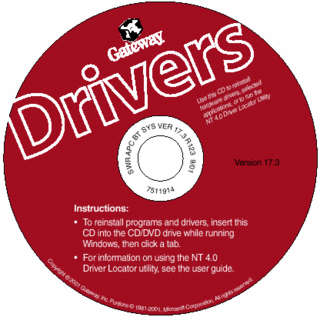 Gateway
Drivers
Use this CD to reinstall
hardware drivers, selected
applications, or to run the
NT 4.0 Driver Locator Utility
SWRAPC BT SYS VER 17.3 R123 9/01
7511914
Version 17.3
Instructions:
• To reinstall programs and drivers, insert this
CD into the CD/DVD drive while running
Windows, then click a tab.
• For information on using the NT 4.0
Driver Locator utility, see the user guide.
Copyright © 2001 Gateway, Inc. Portions © 1981-2001, Microsoft Corporation. All rights reserved.